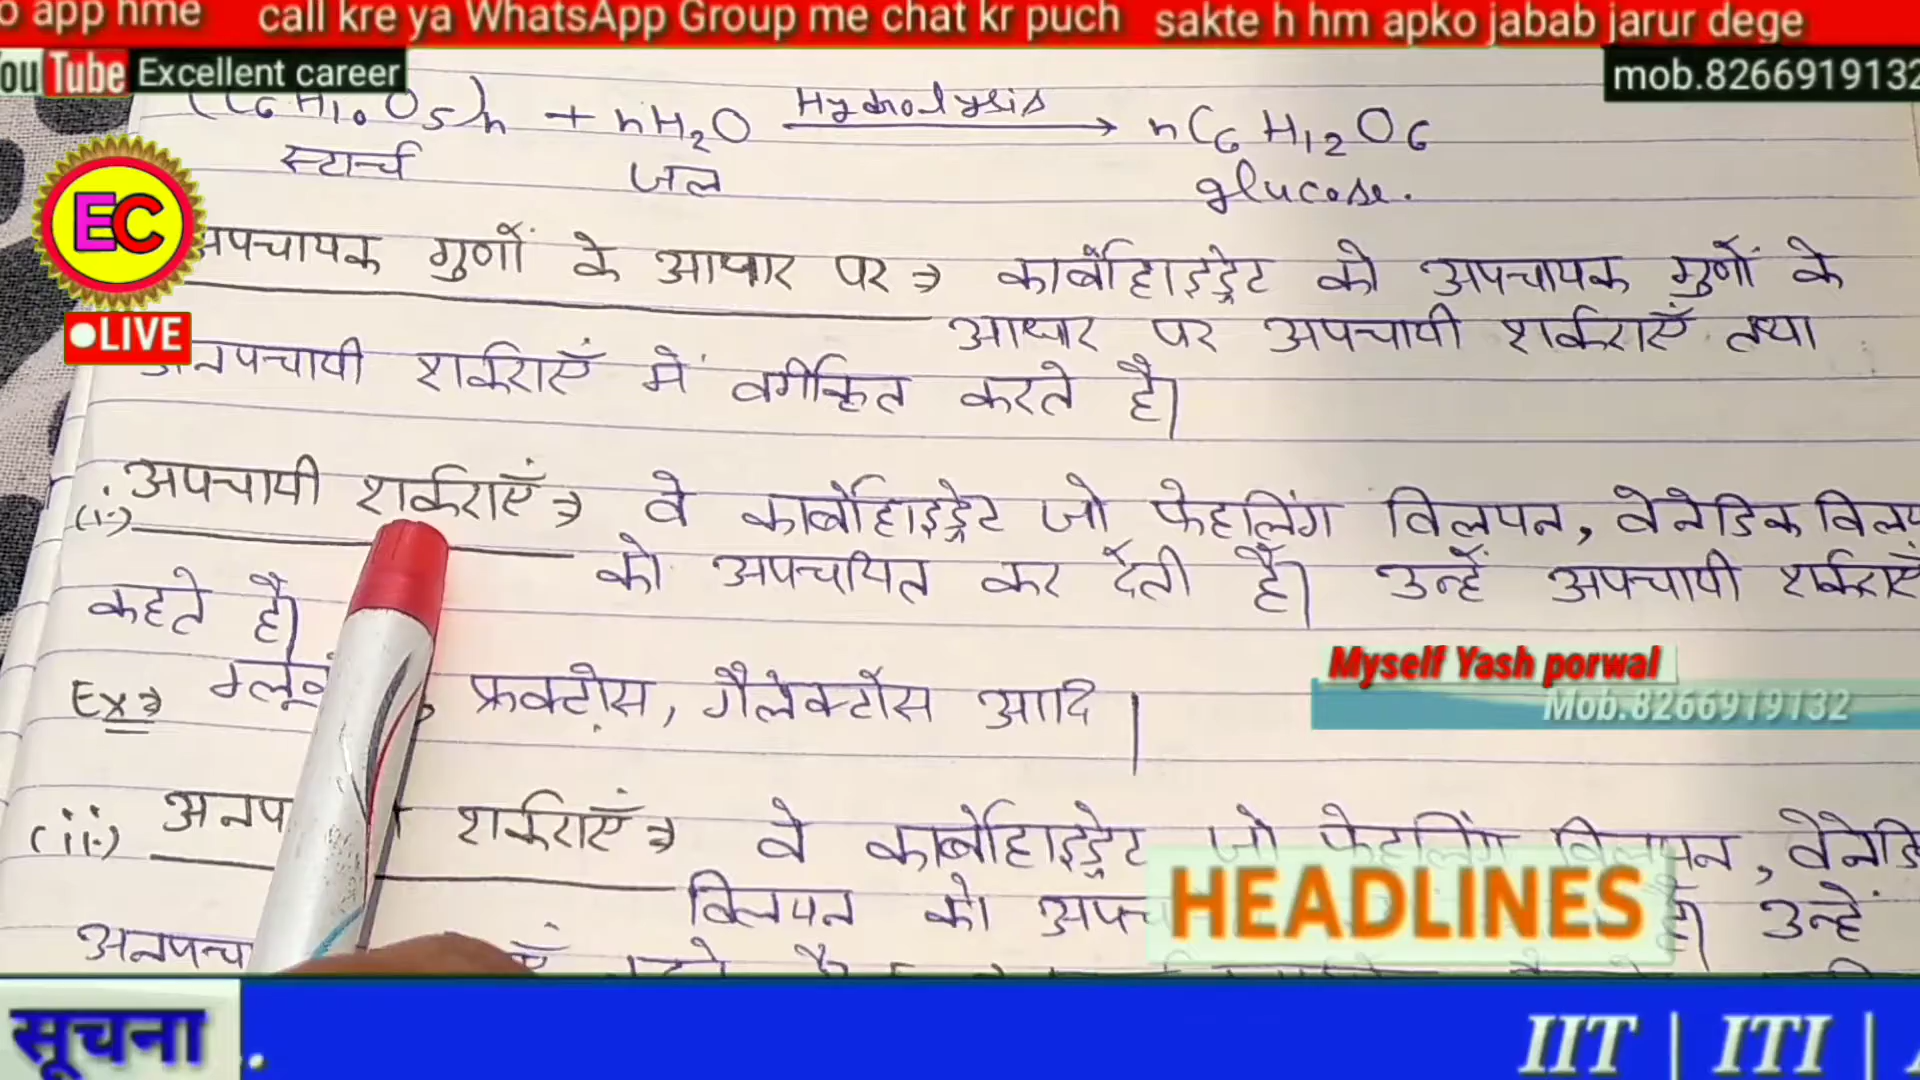 o app hme call kre ya WhatsApp Group me chat kr puch sakte h hm apko jabab jarur dege
You Tube Excellent career
mob.8266919132
(C6H10O5)n + nH2O Hydrolysis → nC6H12O6
स्टार्च जल glucose.
EC
अपचायक गुणों के आधार पर ⇒ कार्बोहाइड्रेट को अपचायक गुणों के
आधार पर अपचायी शर्कराएँ तथा
LIVE
अनपचायी शर्कराएँ में वर्गीकृत करते है।
(i.) अपचायी शर्कराएँ ⇒ वे कार्बोहाइड्रेट जो फेहलिंग विलयन, वेनेडिक विलय
को अपचयित कर देती है। उन्हें अपचायी शर्कराएँ
कहते है।
Myself Yash porwal
Mob.8266919132
Ex ⇒ फ्रक्टोस, गैलेक्टोस आदि |
(ii.) शर्कराएँ ⇒ वे कार्बोहाइड्रेट जो फेहलिंग विलयन, वेनेडि
विलयन को उन्हें
HEADLINES
सूचना .. IIT | ITI |